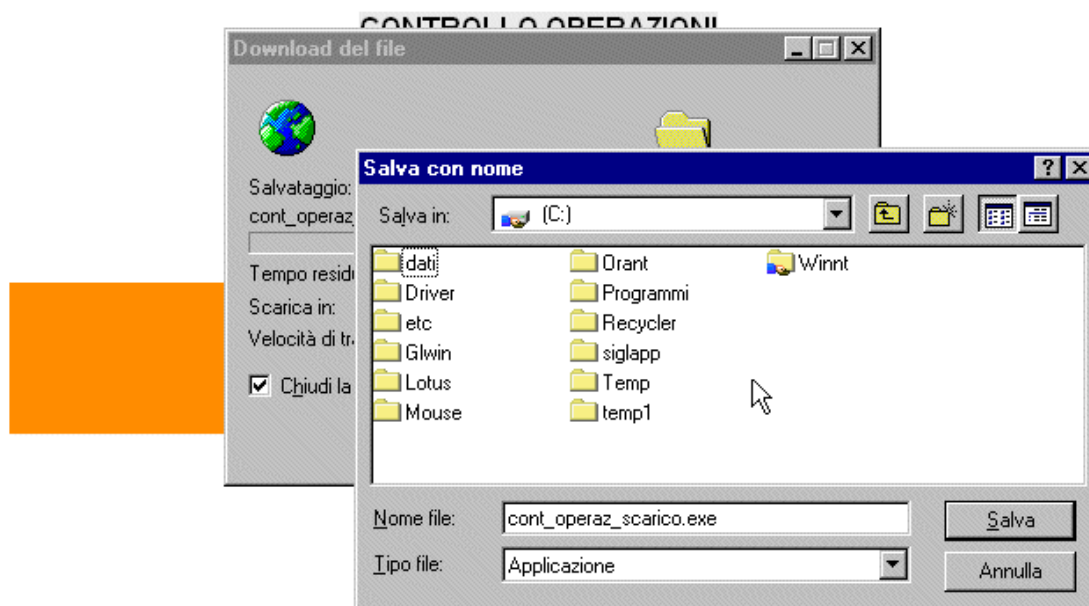 CONTROLLO OPERAZIONI
Download del file
Salva con nome
Salvataggio:
cont_operaz_
Salva in: (C:)
dati Orant Winnt
Driver Programmi
etc Recycler
Glwin siglapp
Lotus Temp
Mouse temp1
Tempo resid
Scarica in:
Velocità di tr
Chiudi la
Nome file: cont_operaz_scarico.exe Salva
Tipo file: Applicazione Annulla